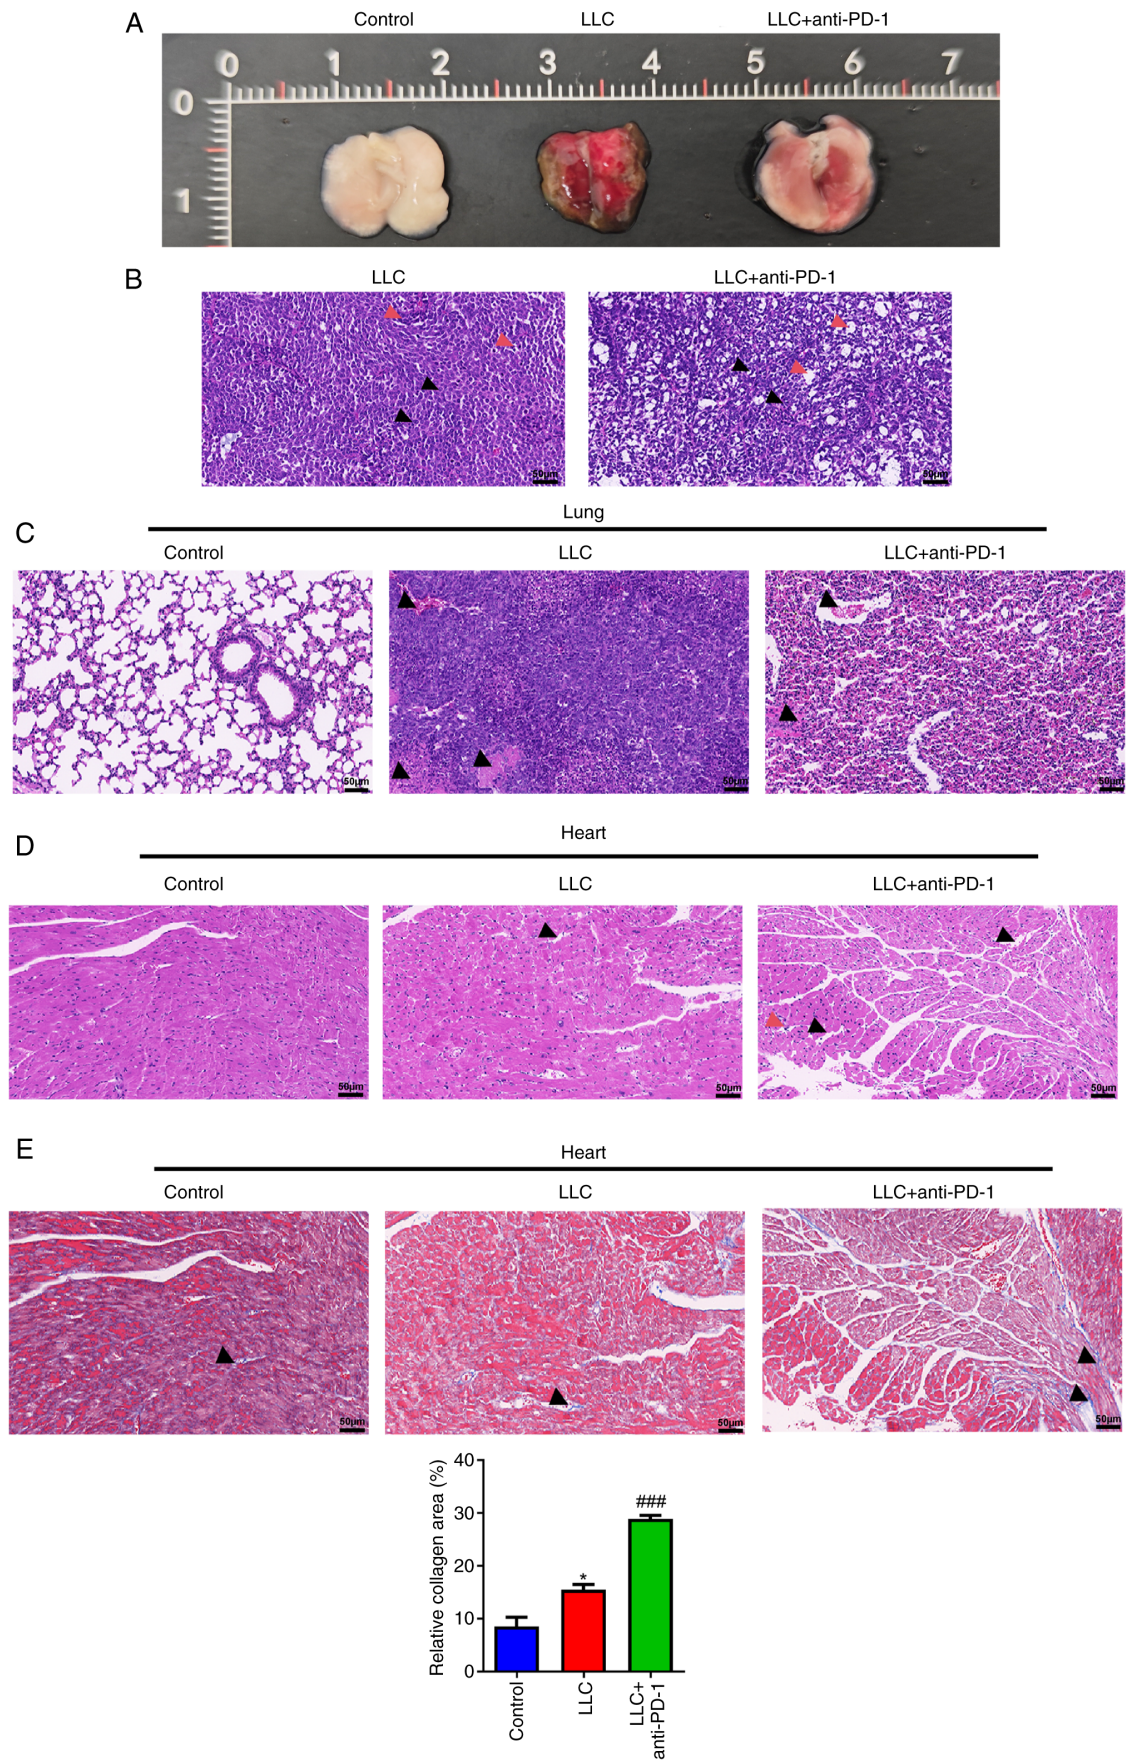 A
Control LLC LLC+anti-PD-1
0 1 2 3 4 5 6 7
0
1
B
LLC LLC+anti-PD-1
50μm 50μm
Lung
C
Control LLC LLC+anti-PD-1
50μm 50μm 50μm
Heart
D
Control LLC LLC+anti-PD-1
50μm 50μm 50μm
E
Heart
Control LLC LLC+anti-PD-1
50μm 50μm 50μm
Relative collagen area (%)
40
30
20
10
0
###
*
Control
LLC
LLC+
anti-PD-1